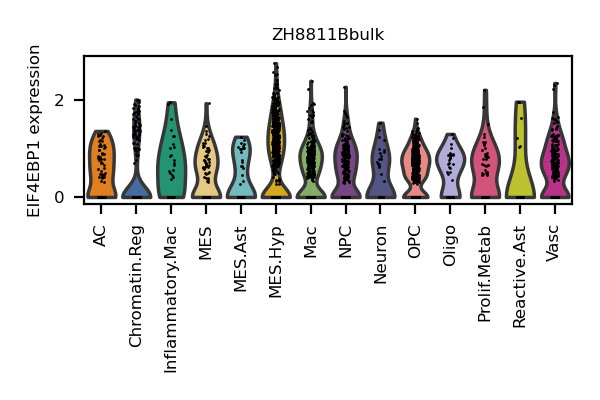 ZH8811Bbulk
EIF4EBP1 expression
2
0
AC
Chromatin.Reg
Inflammatory.Mac
MES
MES.Ast
MES.Hyp
Mac
NPC
Neuron
OPC
Oligo
Prolif.Metab
Reactive.Ast
Vasc